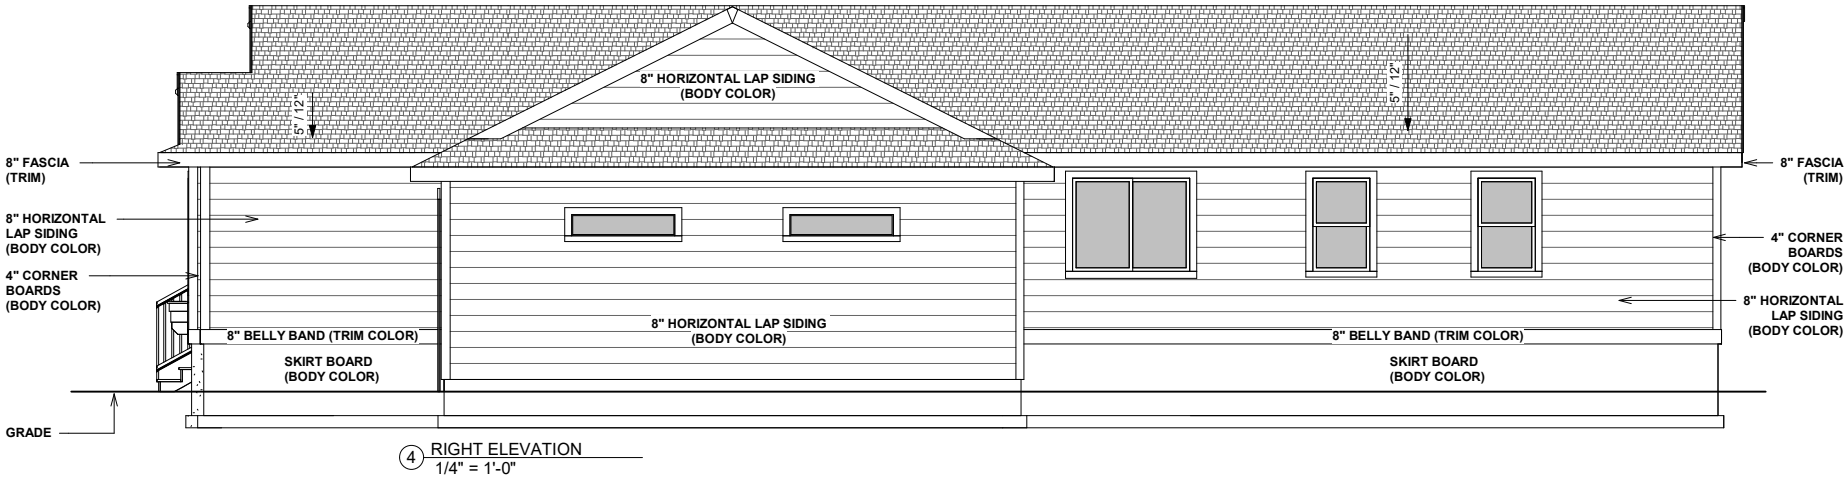 8" HORIZONTAL LAP SIDING
(BODY COLOR)
5" / 12"
5" / 12"
8" FASCIA
(TRIM)
8" HORIZONTAL
LAP SIDING
(BODY COLOR)
4" CORNER
BOARDS
(BODY COLOR)
8" FASCIA
(TRIM)
4" CORNER
BOARDS
(BODY COLOR)
8" HORIZONTAL
LAP SIDING
(BODY COLOR)
8" BELLY BAND (TRIM COLOR)
SKIRT BOARD
(BODY COLOR)
8" HORIZONTAL LAP SIDING
(BODY COLOR)
8" BELLY BAND (TRIM COLOR)
SKIRT BOARD
(BODY COLOR)
GRADE
4 RIGHT ELEVATION
1/4" = 1'-0"